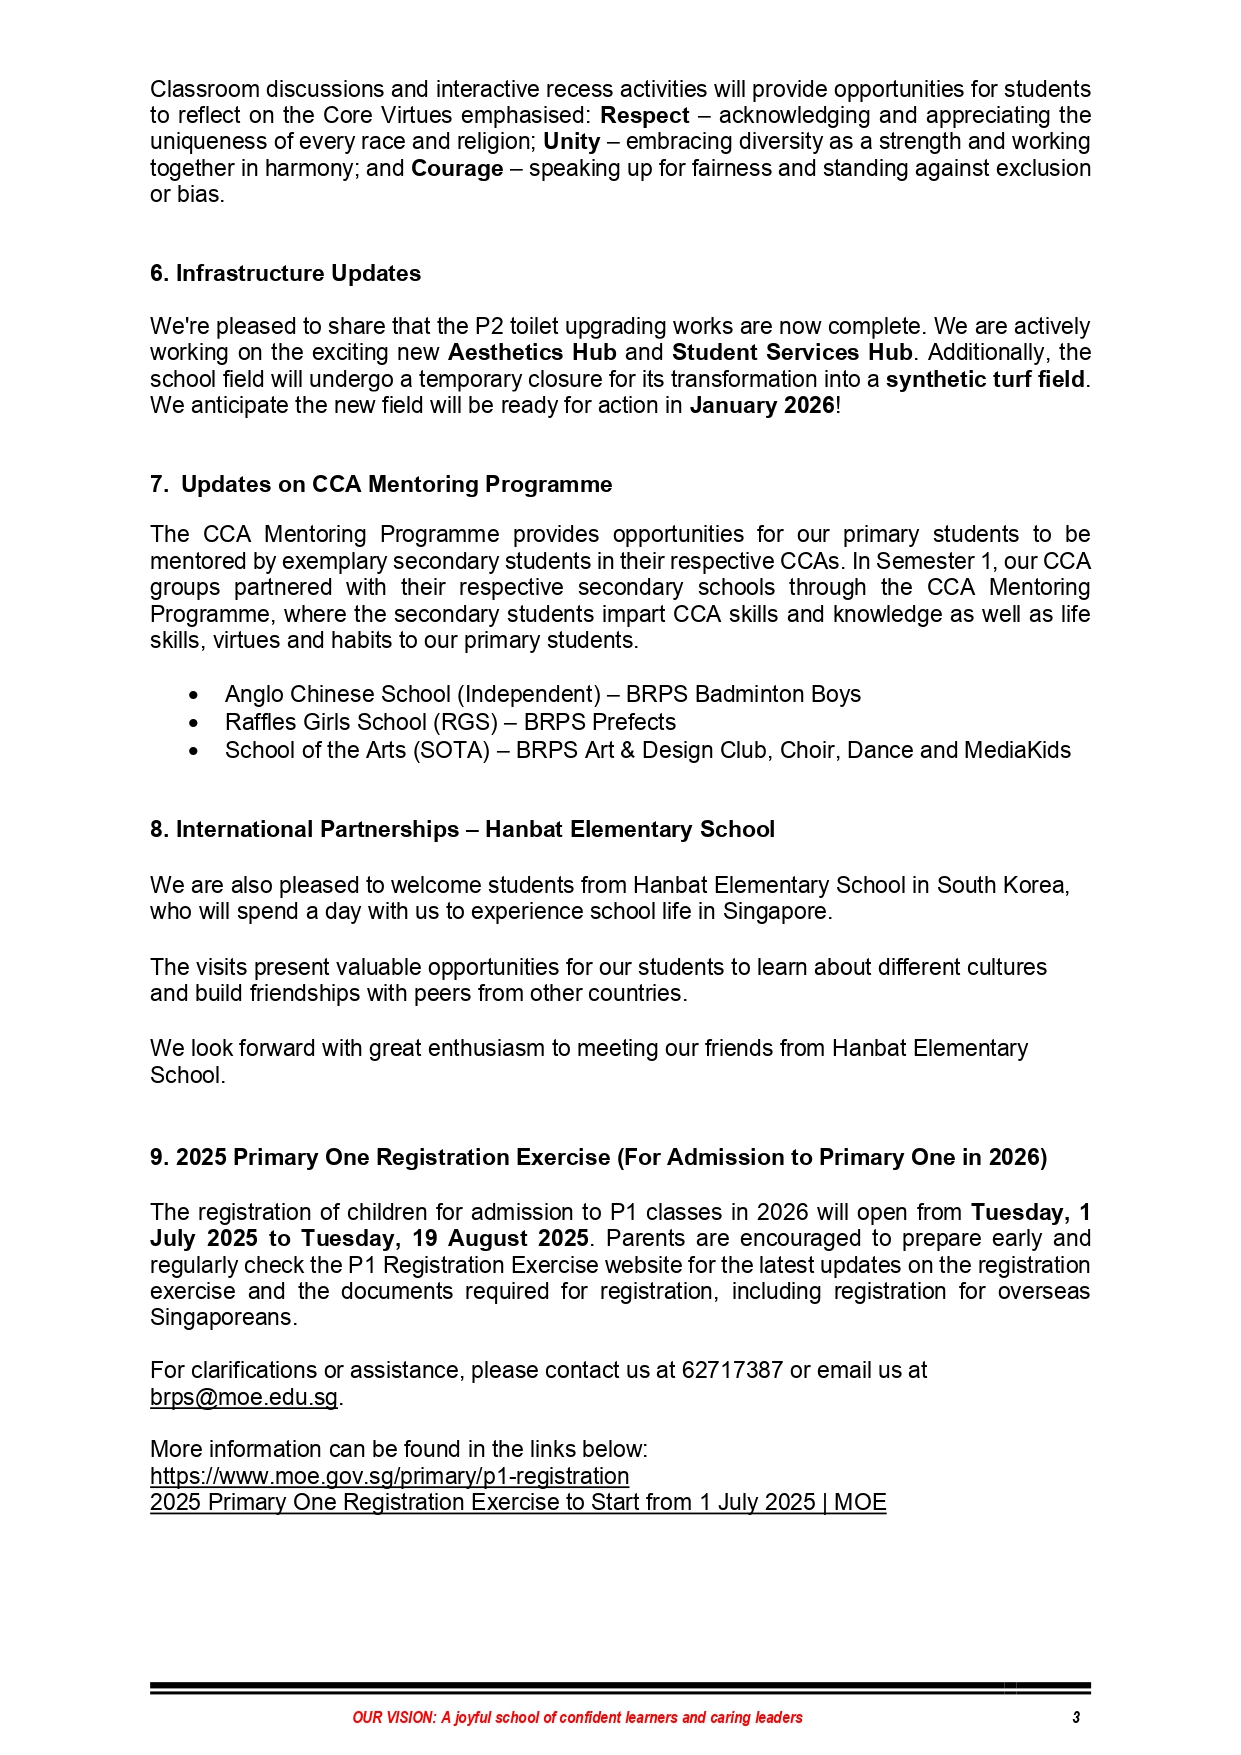 Classroom discussions and interactive recess activities will provide opportunities for students
to reflect on the Core Virtues emphasised: Respect – acknowledging and appreciating the
uniqueness of every race and religion; Unity – embracing diversity as a strength and working
together in harmony; and Courage – speaking up for fairness and standing against exclusion
or bias.
6. Infrastructure Updates
We're pleased to share that the P2 toilet upgrading works are now complete. We are actively
working on the exciting new Aesthetics Hub and Student Services Hub. Additionally, the
school field will undergo a temporary closure for its transformation into a synthetic turf field.
We anticipate the new field will be ready for action in January 2026!
7.  Updates on CCA Mentoring Programme
The CCA Mentoring Programme provides opportunities for our primary students to be
mentored by exemplary secondary students in their respective CCAs. In Semester 1, our CCA
groups partnered with their respective secondary schools through the CCA Mentoring
Programme, where the secondary students impart CCA skills and knowledge as well as life
skills, virtues and habits to our primary students.
• Anglo Chinese School (Independent) – BRPS Badminton Boys
• Raffles Girls School (RGS) – BRPS Prefects
• School of the Arts (SOTA) – BRPS Art & Design Club, Choir, Dance and MediaKids
8. International Partnerships – Hanbat Elementary School
We are also pleased to welcome students from Hanbat Elementary School in South Korea,
who will spend a day with us to experience school life in Singapore.
The visits present valuable opportunities for our students to learn about different cultures
and build friendships with peers from other countries.
We look forward with great enthusiasm to meeting our friends from Hanbat Elementary
School.
9. 2025 Primary One Registration Exercise (For Admission to Primary One in 2026)
The registration of children for admission to P1 classes in 2026 will open from Tuesday, 1
July 2025 to Tuesday, 19 August 2025. Parents are encouraged to prepare early and
regularly check the P1 Registration Exercise website for the latest updates on the registration
exercise and the documents required for registration, including registration for overseas
Singaporeans.
For clarifications or assistance, please contact us at 62717387 or email us at
brps@moe.edu.sg.
More information can be found in the links below:
https://www.moe.gov.sg/primary/p1-registration
2025 Primary One Registration Exercise to Start from 1 July 2025 | MOE
OUR VISION: A joyful school of confident learners and caring leaders 3